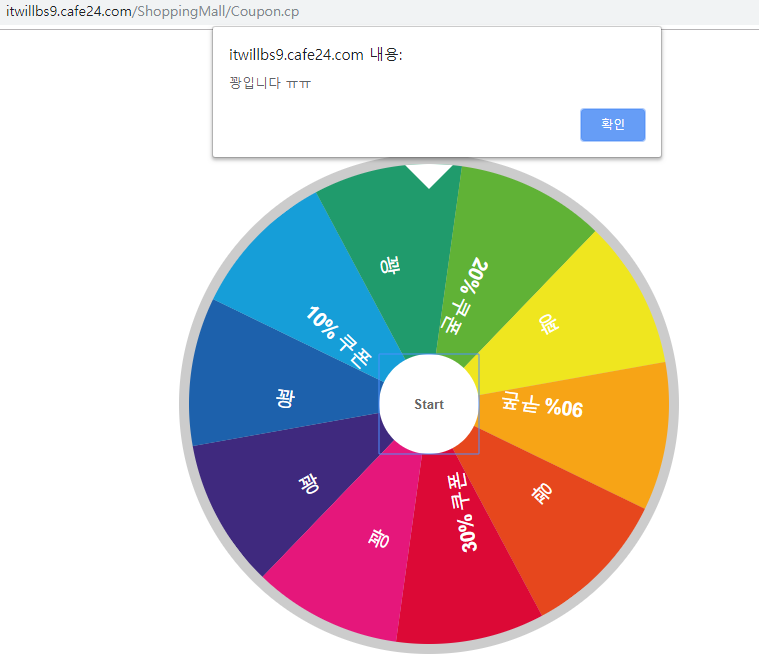 itwillbs9.cafe24.com/ShoppingMall/Coupon.cp
itwillbs9.cafe24.com 내용:
꽝입니다 ㅠㅠ
확인
꽝
20% 쿠폰
꽝
90% 쿠폰
꽝
30% 쿠폰
꽝
꽝
꽝
10% 쿠폰
Start